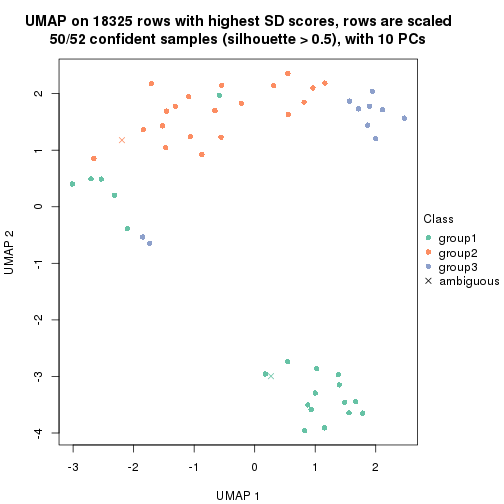 UMAP on 18325 rows with highest SD scores, rows are scaled
50/52 confident samples (silhouette > 0.5), with 10 PCs
UMAP 2
2
1
0
-1
-2
-3
-4
-3
-2
-1
0
1
2
UMAP 1
Class
group1
group2
group3
ambiguous